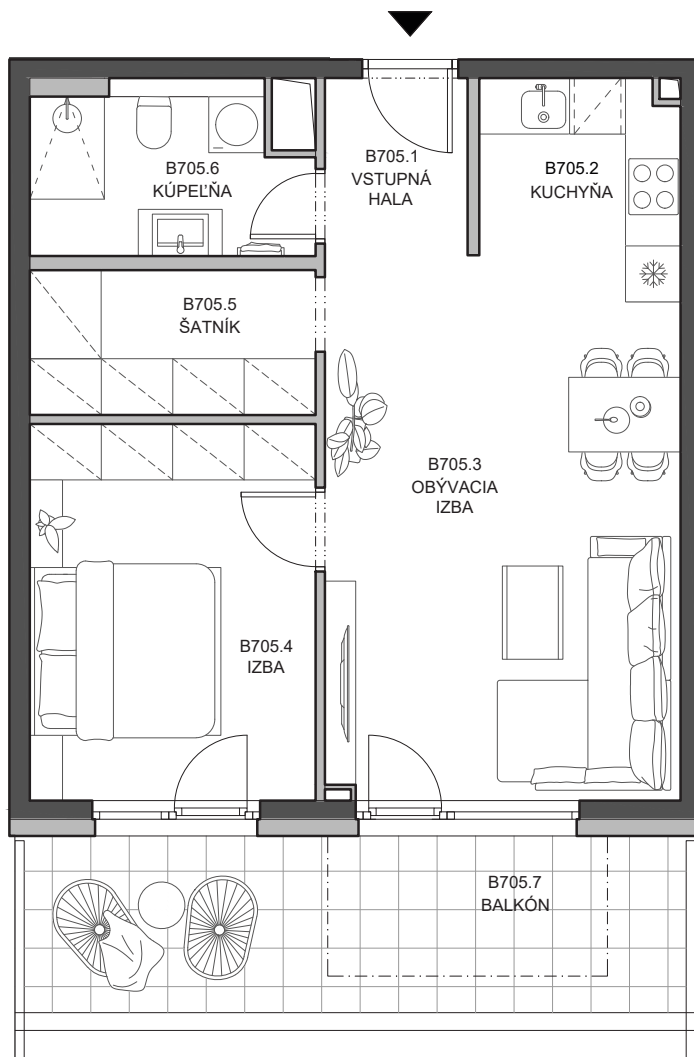 B705.1
VSTUPNÁ
HALA
B705.2
KUCHYŇA
B705.6
KÚPEĽŇA
B705.5
ŠATNÍK
B705.3
OBÝVACIA
IZBA
B705.4
IZBA
B705.7
BALKÓN